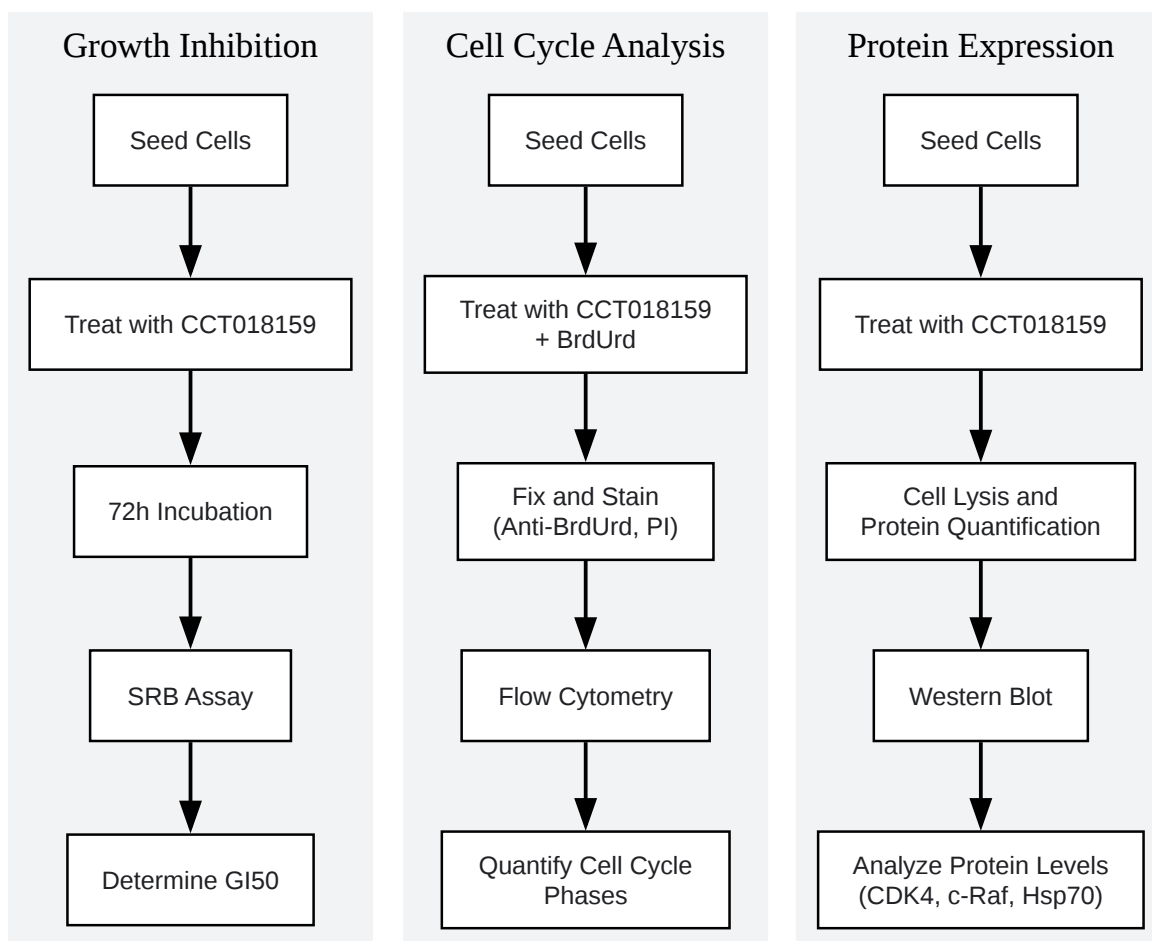 Growth Inhibition
Seed Cells
Treat with CCT018159
72h Incubation
SRB Assay
Determine GI50
Cell Cycle Analysis
Seed Cells
Treat with CCT018159
+ BrdUrd
Fix and Stain
(Anti-BrdUrd, PI)
Flow Cytometry
Quantify Cell Cycle
Phases
Protein Expression
Seed Cells
Treat with CCT018159
Cell Lysis and
Protein Quantification
Western Blot
Analyze Protein Levels
(CDK4, c-Raf, Hsp70)